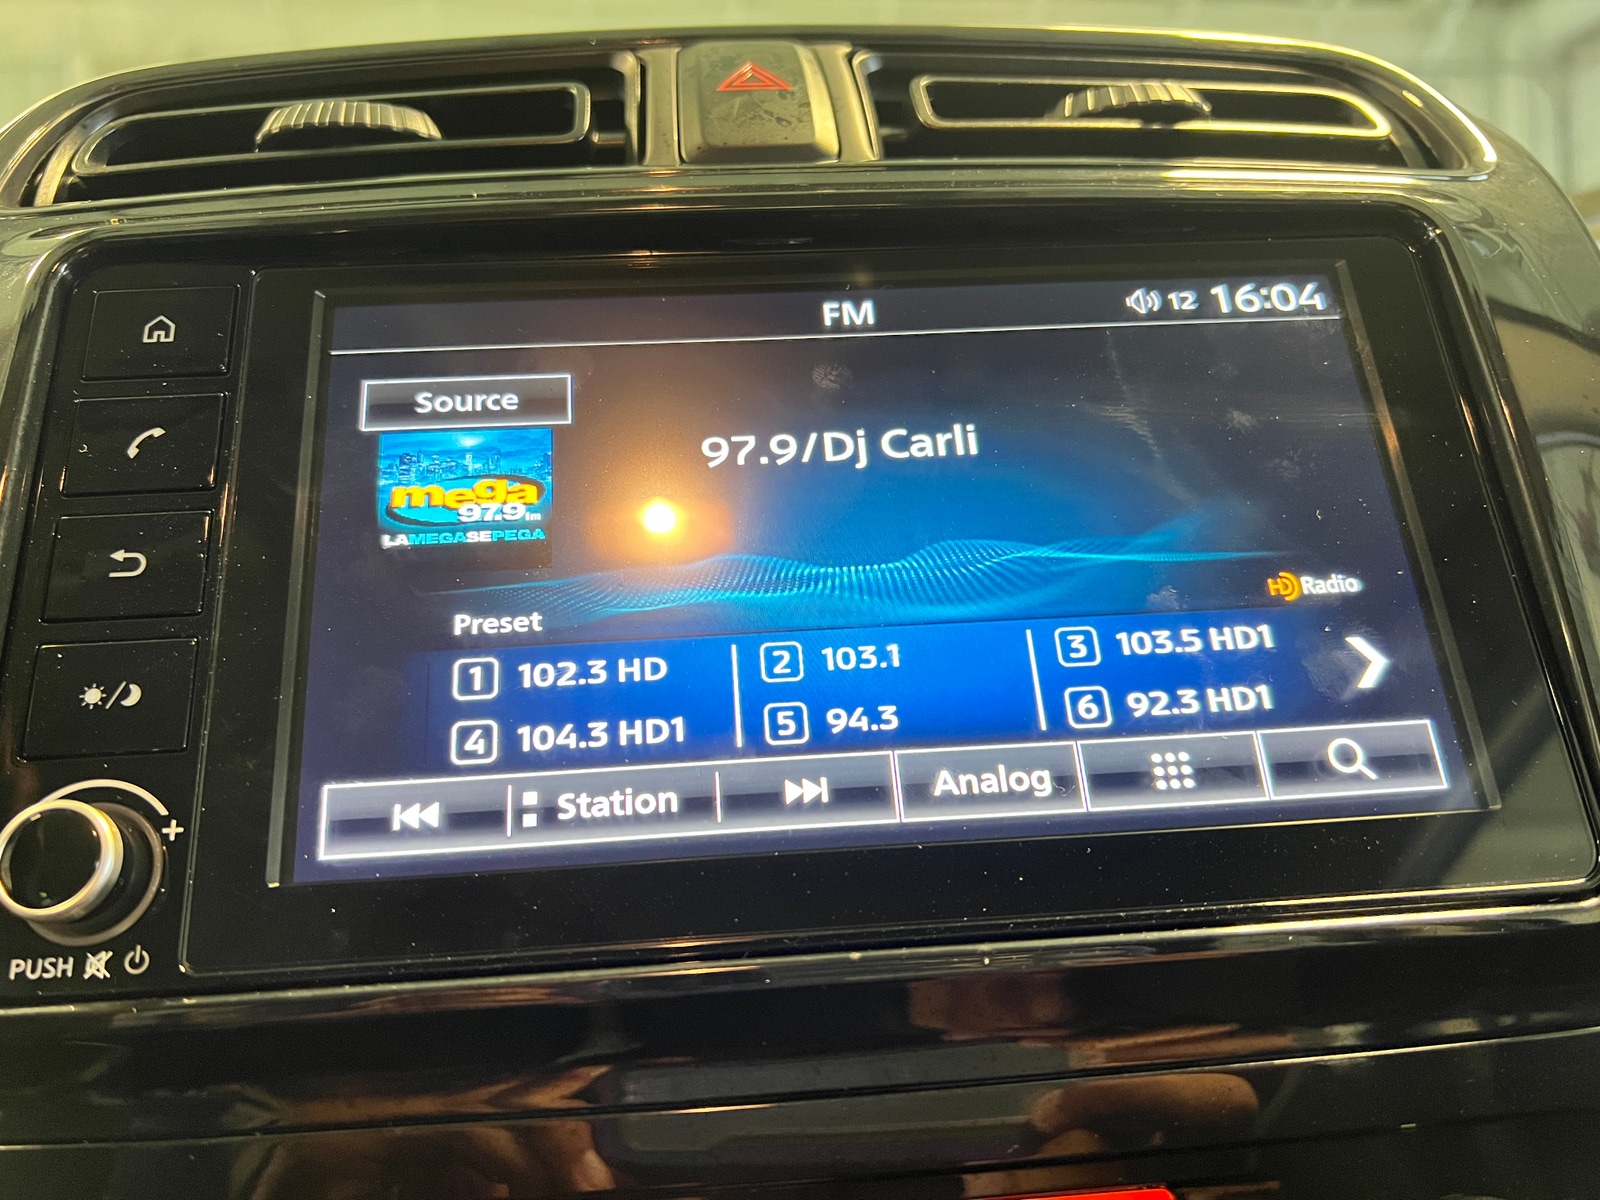 FM
12 16:04
Source
97.9/Dj Carli
mega
97.9 fm
LAMEGASEPEGA
HD Radio
Preset
1 102.3 HD
2 103.1
3 103.5 HD1
4 104.3 HD1
5 94.3
6 92.3 HD1
Station
Analog
+
PUSH